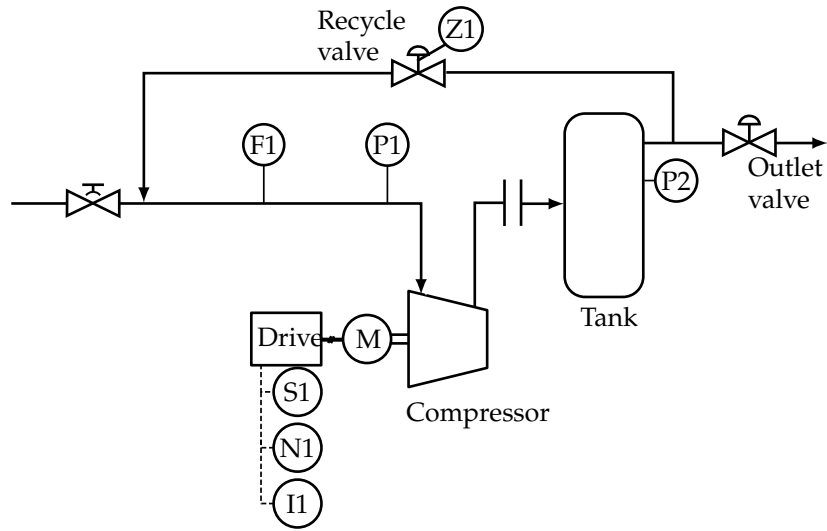 Recycle
valve
Z1
F1
P1
P2
Outlet
valve
Tank
Drive
M
S1
Compressor
N1
I1